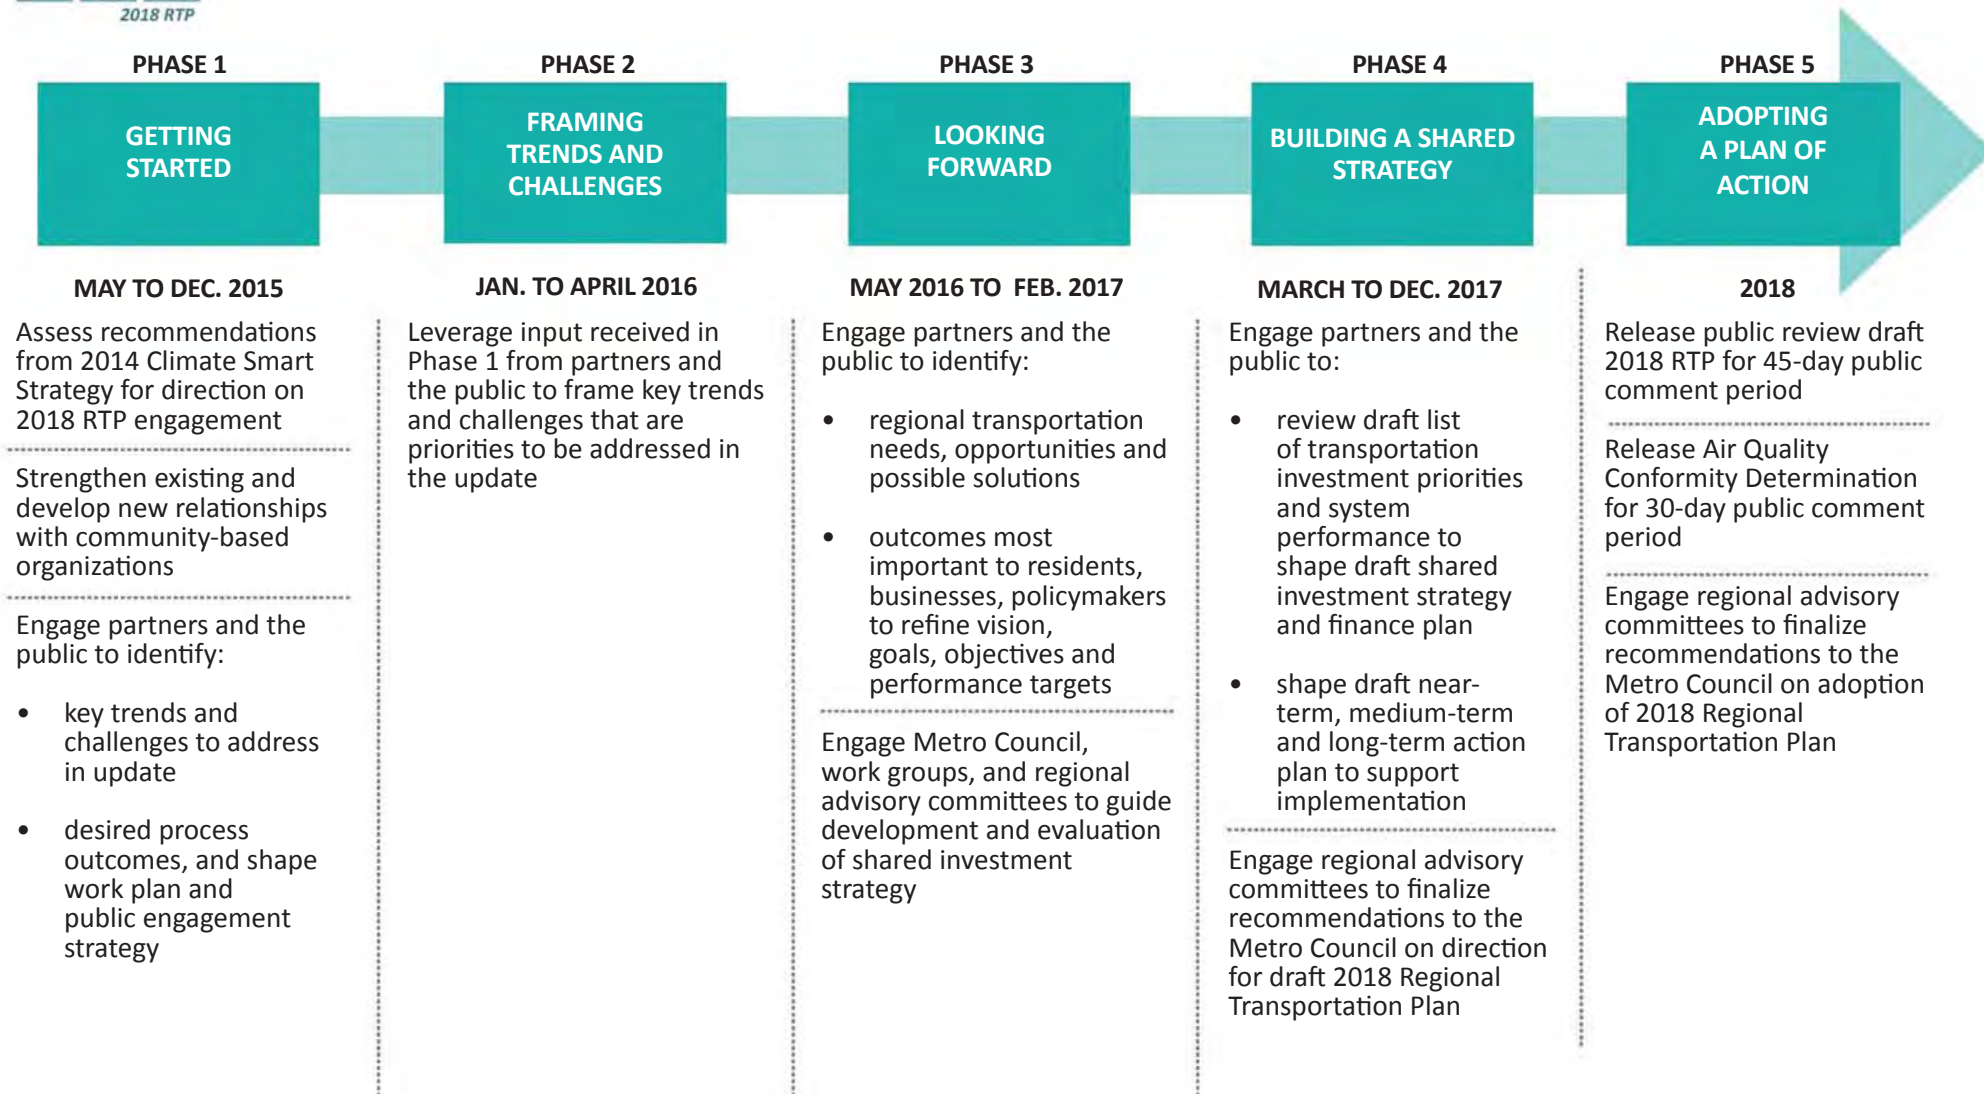 2018 RTP
PHASE 1
GETTING
STARTED
MAY TO DEC. 2015
Assess recommendations
from 2014 Climate Smart
Strategy for direction on
2018 RTP engagement
Strengthen existing and
develop new relationships
with community-based
organizations
Engage partners and the
public to identify:
• key trends and
challenges to address
in update
• desired process
outcomes, and shape
work plan and
public engagement
strategy
PHASE 2
FRAMING
TRENDS AND
CHALLENGES
JAN. TO APRIL 2016
Leverage input received in
Phase 1 from partners and
the public to frame key trends
and challenges that are
priorities to be addressed in
the update
PHASE 3
LOOKING
FORWARD
MAY 2016 TO FEB. 2017
Engage partners and the
public to identify:
• regional transportation
needs, opportunities and
possible solutions
• outcomes most
important to residents,
businesses, policymakers
to refine vision,
goals, objectives and
performance targets
Engage Metro Council,
work groups, and regional
advisory committees to guide
development and evaluation
of shared investment
strategy
PHASE 4
BUILDING A SHARED
STRATEGY
MARCH TO DEC. 2017
Engage partners and the
public to:
• review draft list
of transportation
investment priorities
and system
performance to
shape draft shared
investment strategy
and finance plan
• shape draft near-
term, medium-term
and long-term action
plan to support
implementation
Engage regional advisory
committees to finalize
recommendations to the
Metro Council on direction
for draft 2018 Regional
Transportation Plan
PHASE 5
ADOPTING
A PLAN OF
ACTION
2018
Release public review draft
2018 RTP for 45-day public
comment period
Release Air Quality
Conformity Determination
for 30-day public comment
period
Engage regional advisory
committees to finalize
recommendations to the
Metro Council on adoption
of 2018 Regional
Transportation Plan